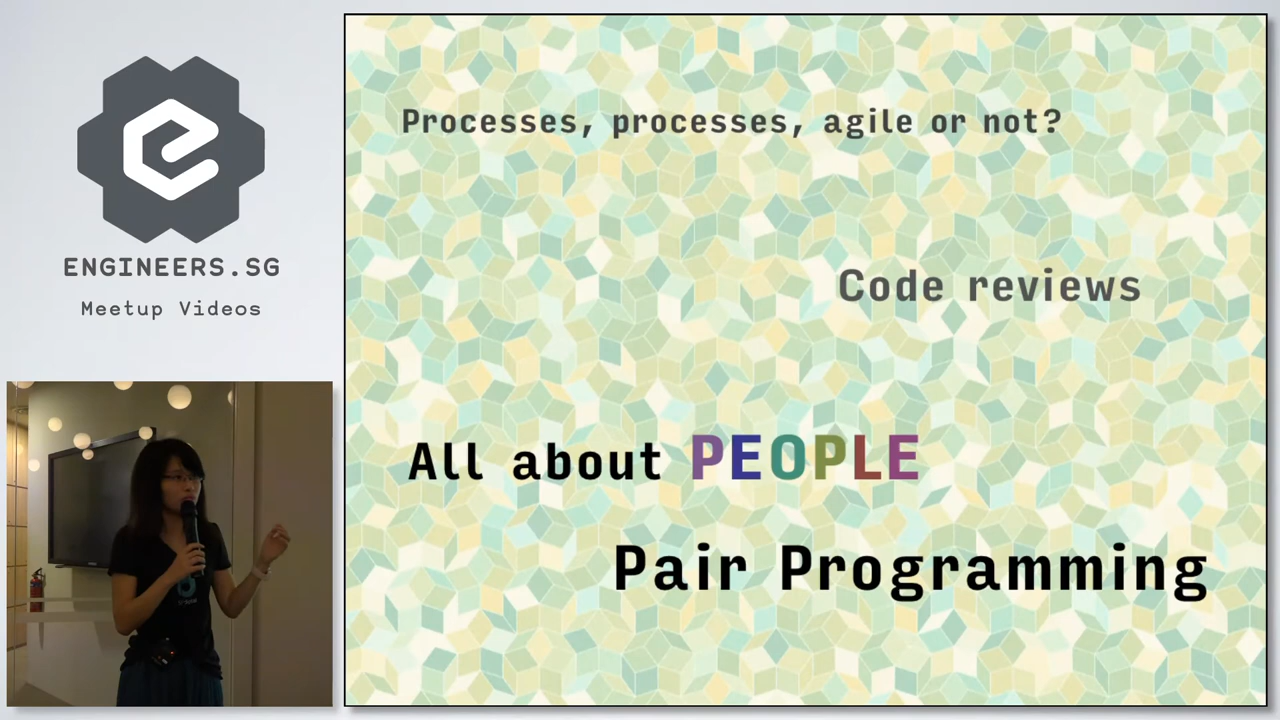 ENGINEERS.SG
Meetup Videos
Processes, processes, agile or not?
Code reviews
All about PEOPLE
Pair Programming